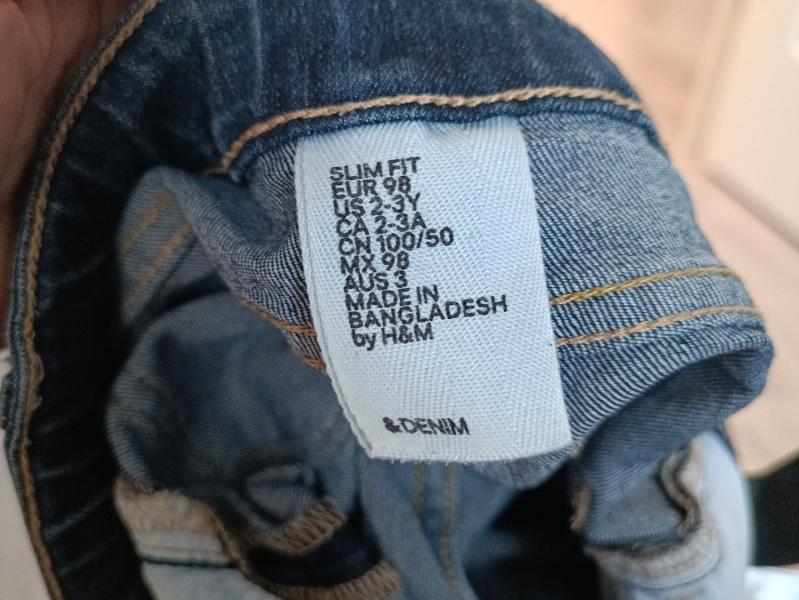 SLIM FIT
EUR 98
US 2-3Y
CA 2-3A
CN 100/50
MX 98
AUS 3
MADE IN
BANGLADESH
by H&M
&DENIM